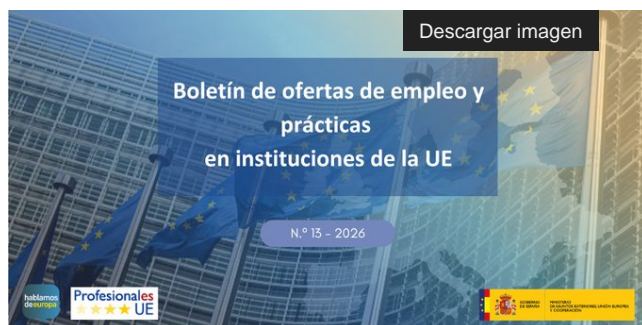 Descargar imagen
Boletín de ofertas de empleo y
prácticas
en instituciones de la UE
N.º 13 - 2026
hablamos
deeuropa
Profesionales
UE
GOBIERNO
DE ESPAÑA
MINISTERIO
DE ASUNTOS EXTERIORES, UNIÓN EUROPEA
Y COOPERACIÓN